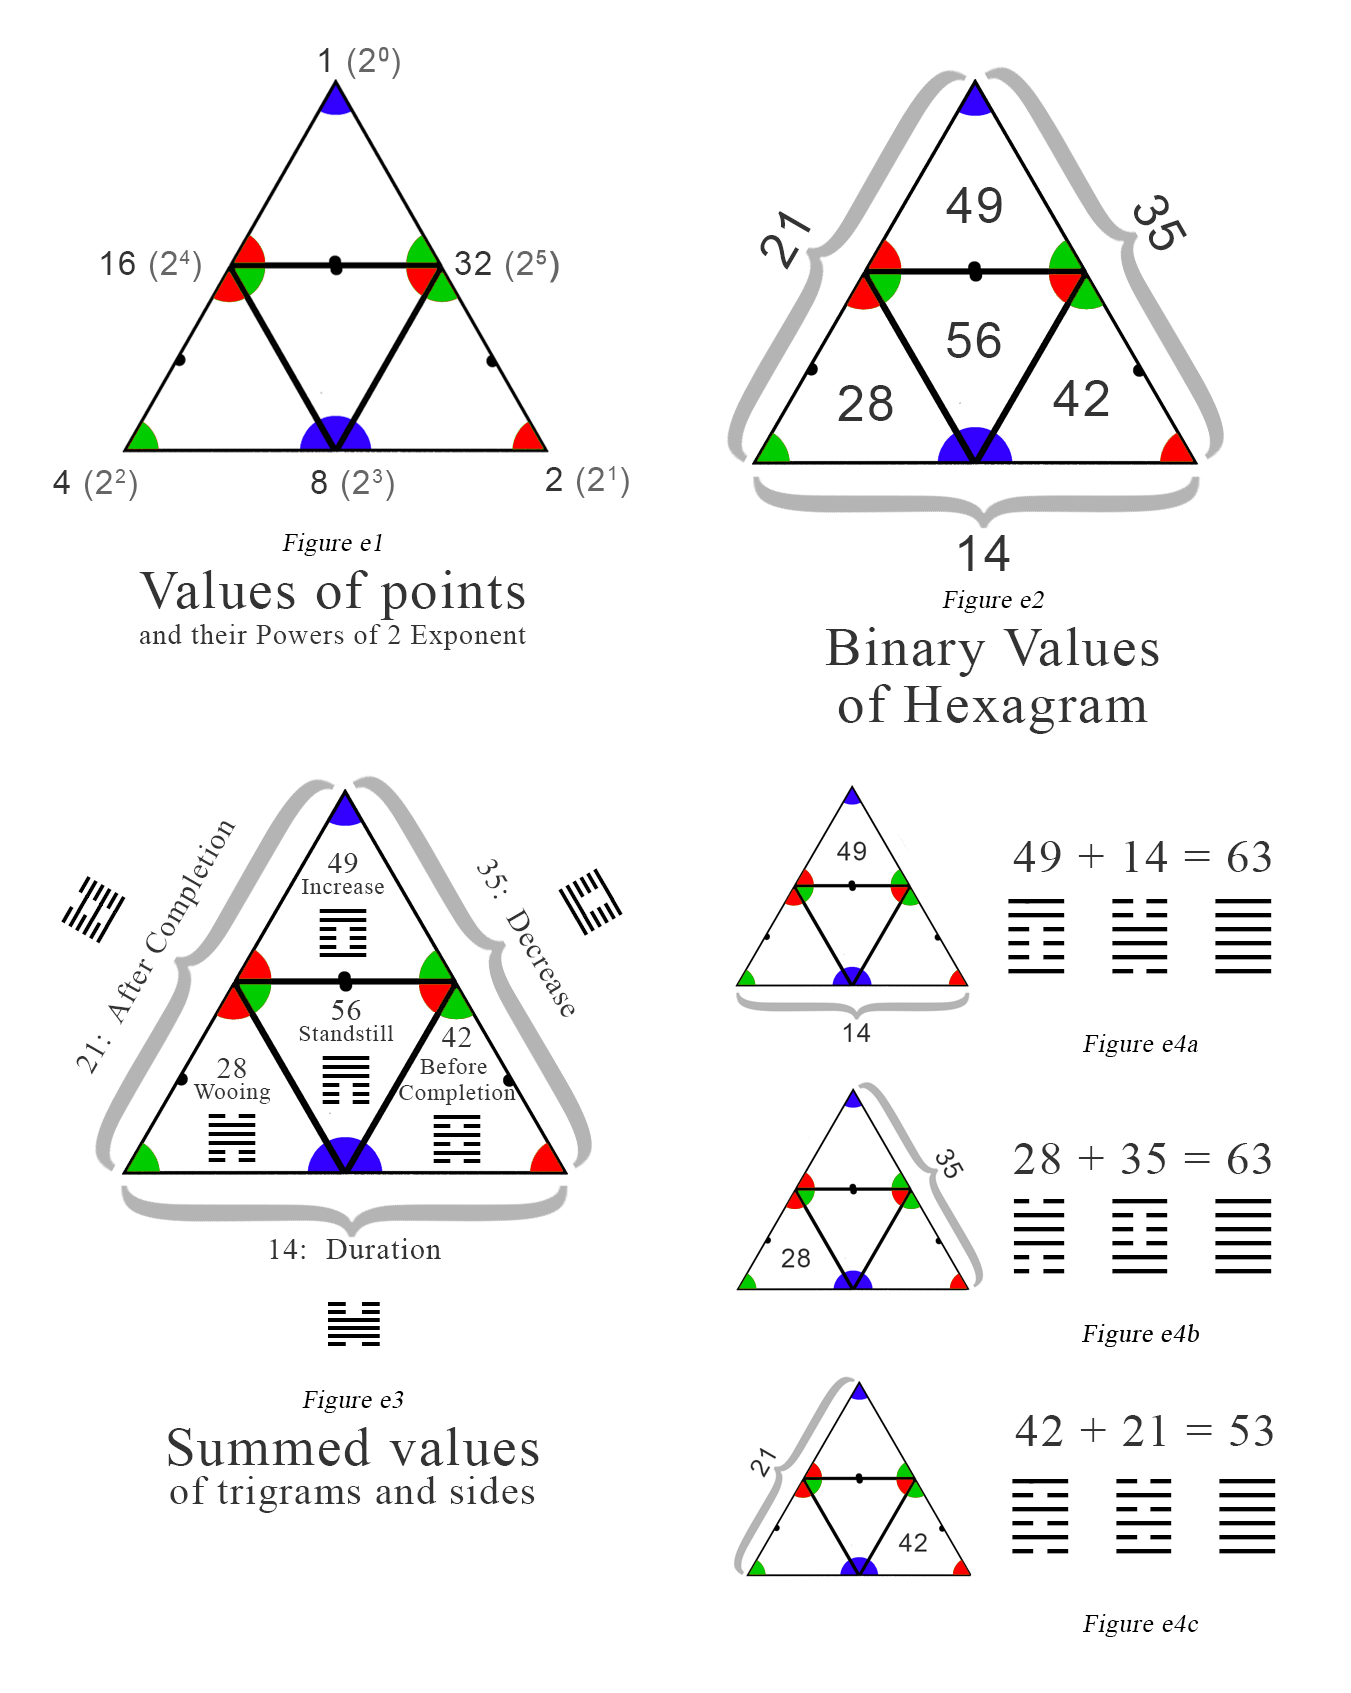 1 (2⁰)
16 (2⁴)
32 (2⁵)
4 (2²)
8 (2³)
2 (2¹)
Figure e1
Values of points
and their Powers of 2 Exponent
21
49
35
56
28
42
14
Figure e2
Binary Values
of Hexagram
21: After Completion
49
Increase
35: Decrease
56
Standstill
28
Wooing
42
Before
Completion
14: Duration
Figure e3
Summed values
of trigrams and sides
49
14
49 + 14 = 63
Figure e4a
35
28
28 + 35 = 63
Figure e4b
21
42
42 + 21 = 53
Figure e4c